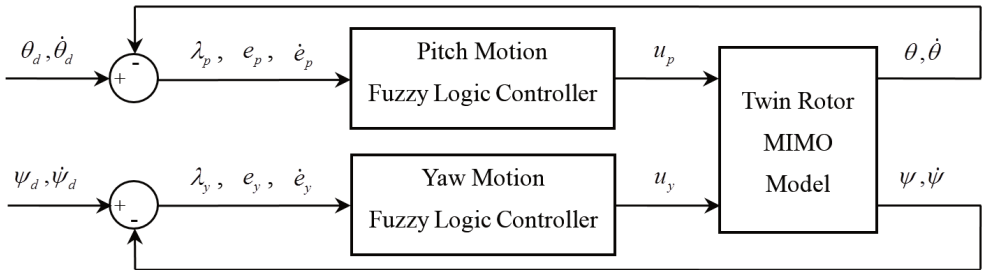 θ_d, θ̇_d
+
-
λ_p , e_p , ė_p
Pitch Motion
Fuzzy Logic Controller
u_p
Twin Rotor
MIMO
Model
θ, θ̇
ψ_d, ψ̇_d
+
-
λ_y , e_y , ė_y
Yaw Motion
Fuzzy Logic Controller
u_y
ψ, ψ̇